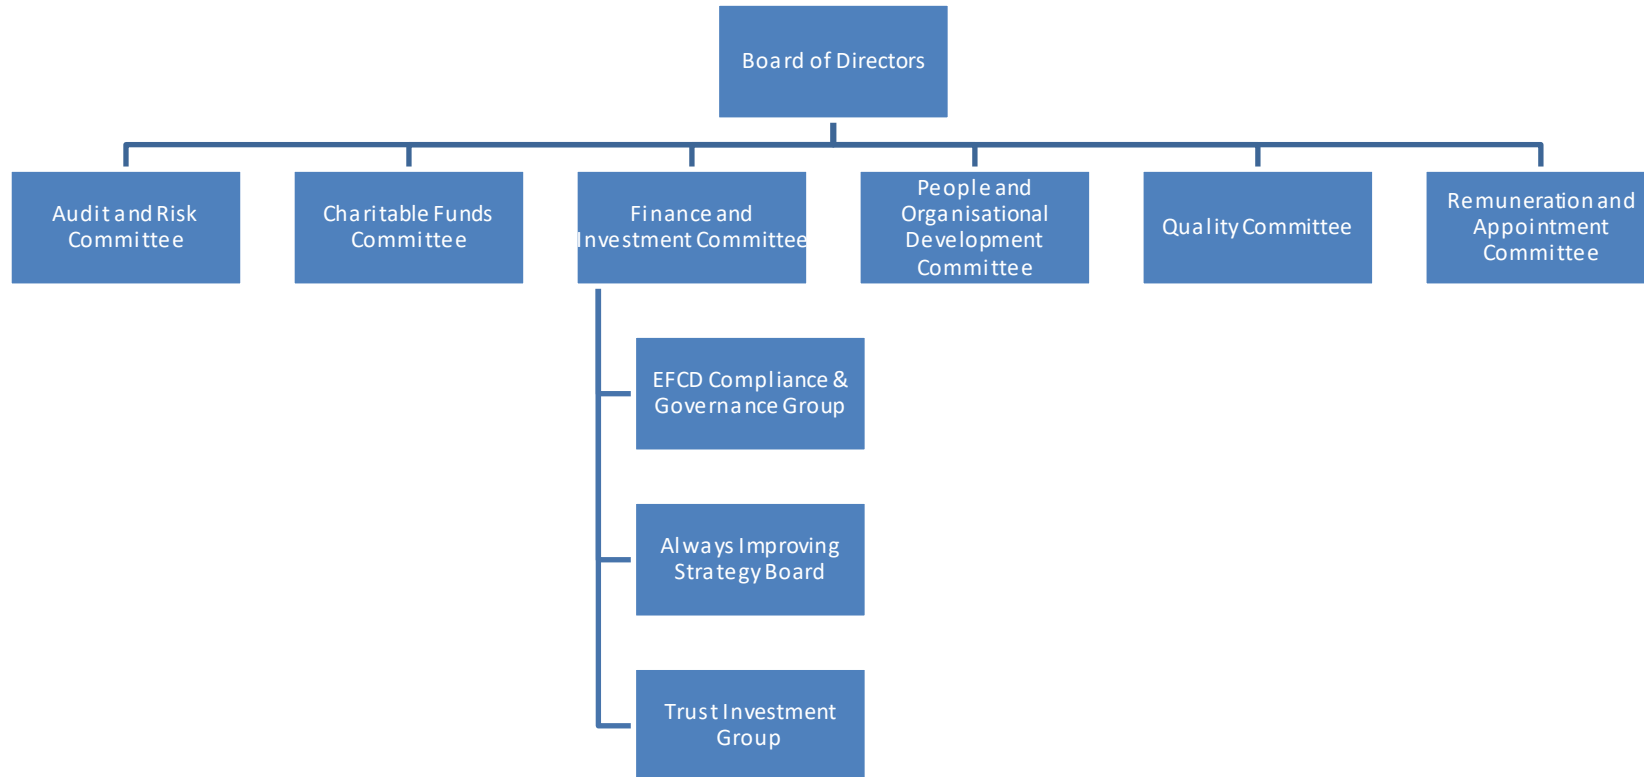 Board of Directors
Audit and Risk
Committee
Charitable Funds
Committee
Finance and
Investment Committee
People and
Organisational
Development
Committee
Quality Committee
Remuneration and
Appointment
Committee
EFCD Compliance &
Governance Group
Always Improving
Strategy Board
Trust Investment
Group